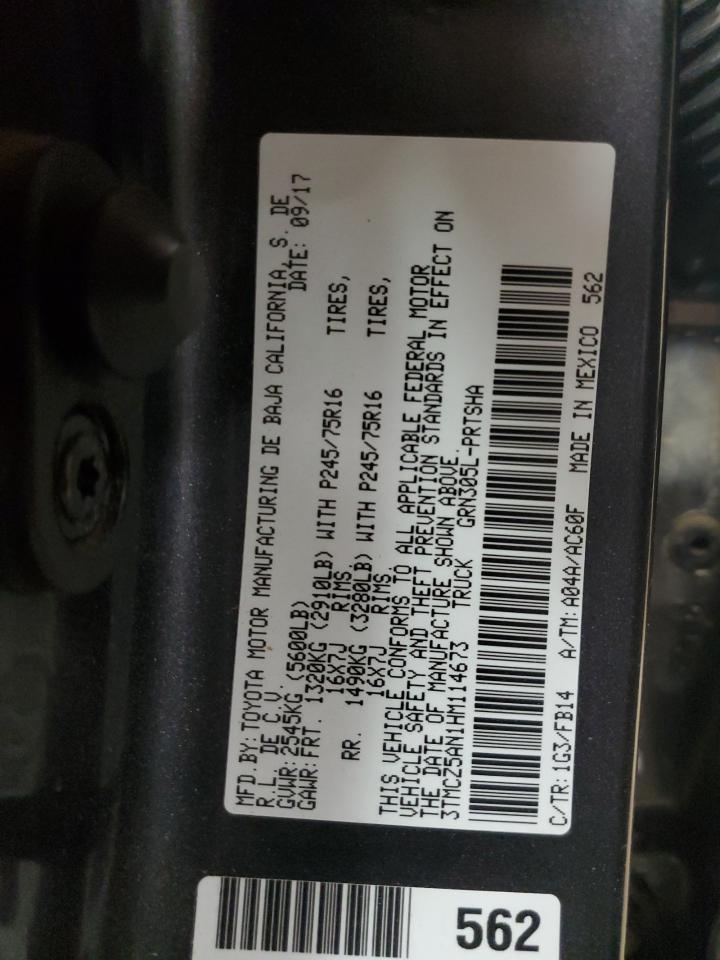 MFD.BY:TOYOTA MOTOR MANUFACTURING DE BAJA CALIFORNIA, S. DE
R.L. DE C.V. DATE: 09/17
GVWR:2545KG (5600LB)
GAWR:FRT. 1320KG (2910LB) WITH P245/75R16 TIRES,
16X7J RIMS.
RR. 1490KG (3280LB) WITH P245/75R16 TIRES,
16X7J RIMS.
THIS VEHICLE CONFORMS TO ALL APPLICABLE FEDERAL MOTOR
VEHICLE SAFETY AND THEFT PREVENTION STANDARDS IN EFFECT ON
THE DATE OF MANUFACTURE SHOWN ABOVE.
3TMCZ5AN1HM114673 TRUCK GRN305L-PRTSHA
C/TR:1G3/FB14 A/TM:A04A/AC60F MADE IN MEXICO 562
562